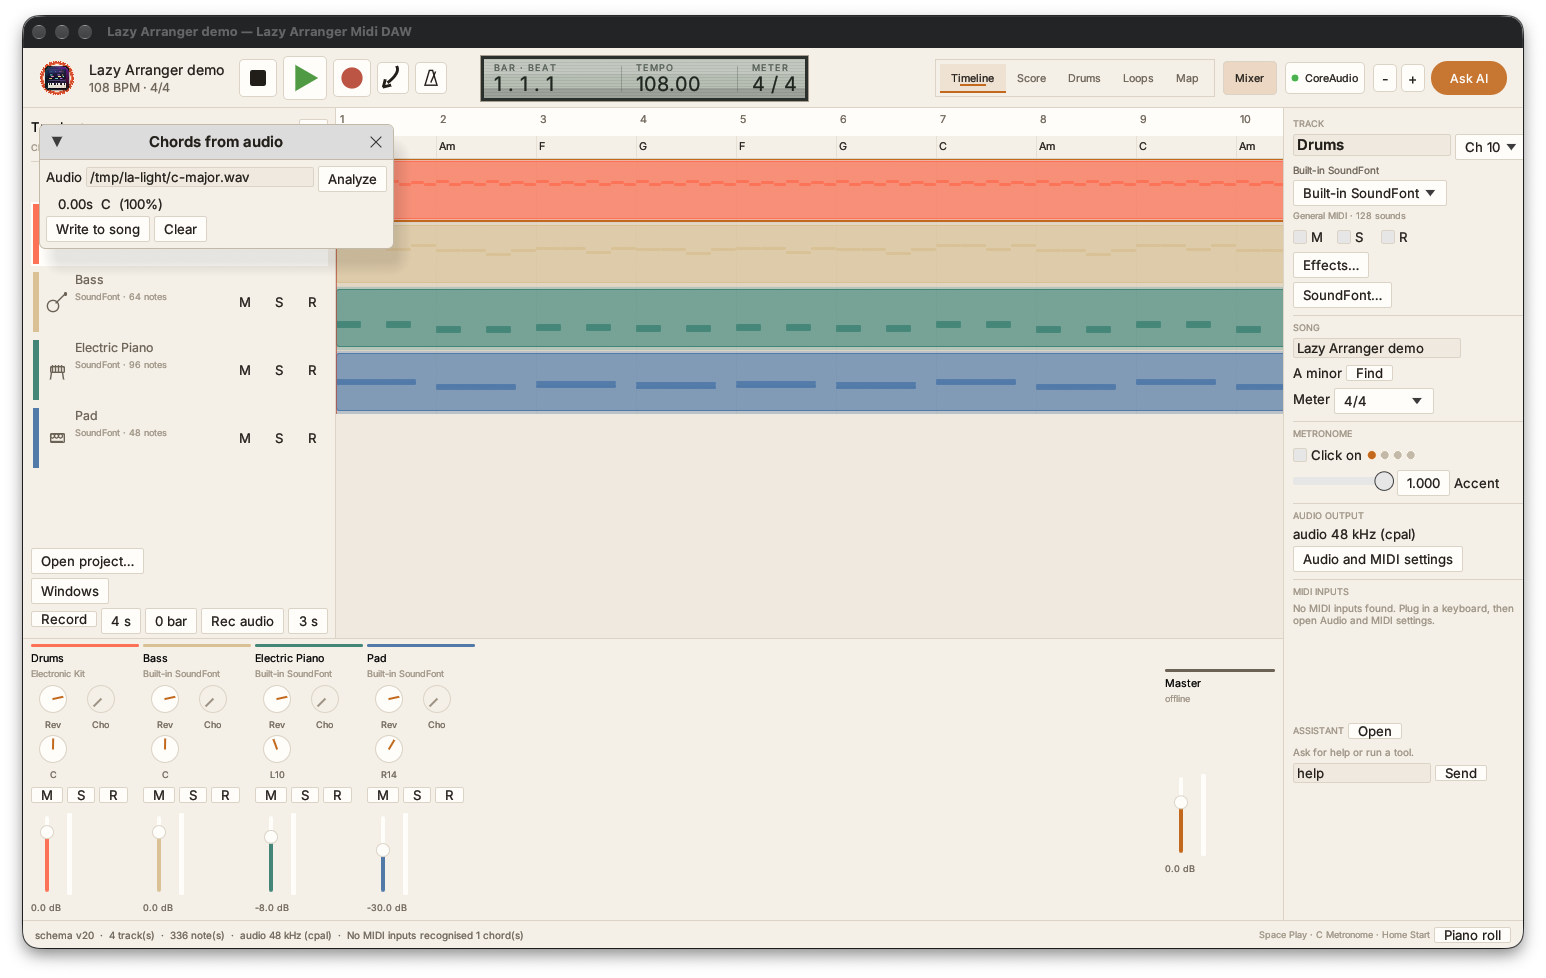 Lazy Arranger demo — Lazy Arranger Midi DAW
Lazy Arranger demo
108 BPM · 4/4
BAR · BEAT
1.1.1
TEMPO
108.00
METER
4 / 4
Timeline
Score
Drums
Loops
Map
Mixer
CoreAudio
-
+
Ask AI
1 2 3 4 5 6 7 8 9 10
Am F G F G C Am C Am
Chords from audio
Audio /tmp/la-light/c-major.wav Analyze
0.00s C (100%)
Write to song Clear
Bass
SoundFont · 64 notes
M S R
Electric Piano
SoundFont · 96 notes
M S R
Pad
SoundFont · 48 notes
M S R
Open project...
Windows
Record 4 s 0 bar Rec audio 3 s
TRACK
Drums Ch 10
Built-in SoundFont
Built-in SoundFont
General MIDI · 128 sounds
M S R
Effects...
SoundFont...
SONG
Lazy Arranger demo
A minor Find
Meter 4/4
METRONOME
Click on
1.000 Accent
AUDIO OUTPUT
audio 48 kHz (cpal)
Audio and MIDI settings
MIDI INPUTS
No MIDI inputs found. Plug in a keyboard, then
open Audio and MIDI settings.
ASSISTANT Open
Ask for help or run a tool.
help Send
Drums
Electronic Kit
Rev Cho
C
M S R
0.0 dB
Bass
Built-in SoundFont
Rev Cho
C
M S R
0.0 dB
Electric Piano
Built-in SoundFont
Rev Cho
L10
M S R
-8.0 dB
Pad
Built-in SoundFont
Rev Cho
R14
M S R
-30.0 dB
Master
offline
0.0 dB
schema v20 · 4 track(s) · 336 note(s) · audio 48 kHz (cpal) · No MIDI inputs recognised 1 chord(s)
Space Play · C Metronome · Home Start Piano roll